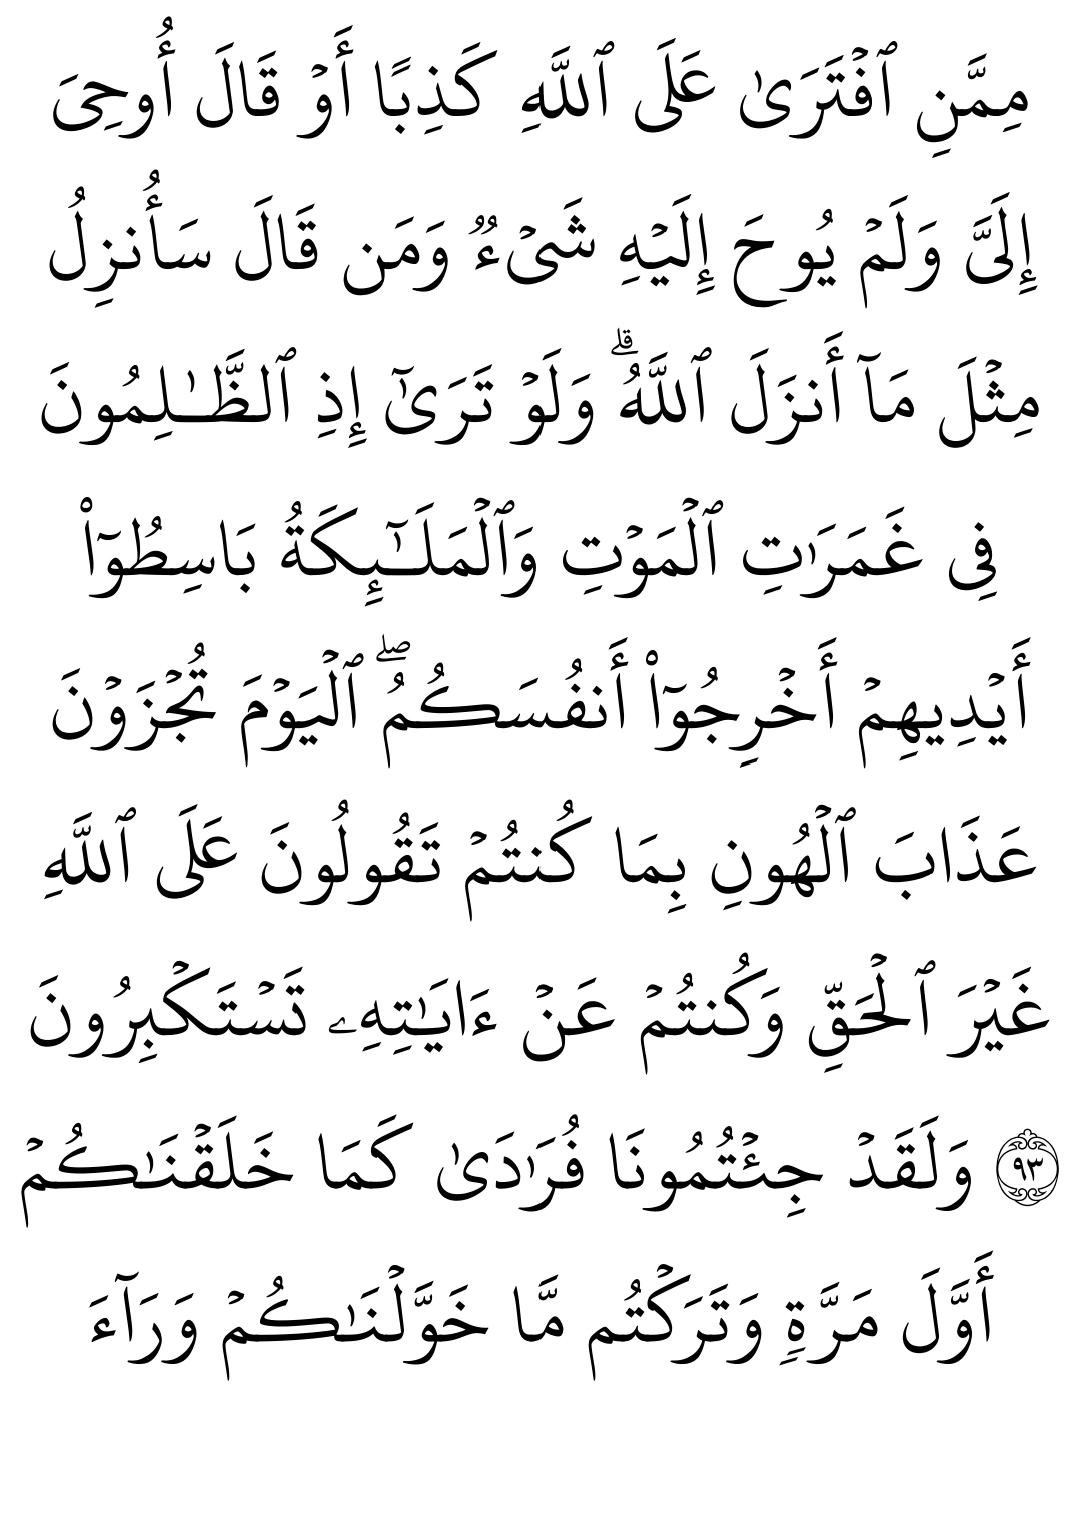 مِمَّنِ ٱفْتَرَىٰ عَلَى ٱللَّهِ كَذِبًا أَوْ قَالَ أُوحِىَ
إِلَىَّ وَلَمْ يُوحَ إِلَيْهِ شَىْءٌ وَمَن قَالَ سَأُنزِلُ
مِثْلَ مَآ أَنزَلَ ٱللَّهُ ۗ وَلَوْ تَرَىٰٓ إِذِ ٱلظَّـٰلِمُونَ
فِى غَمَرَٰتِ ٱلْمَوْتِ وَٱلْمَلَـٰٓئِكَةُ بَاسِطُوٓا۟
أَيْدِيهِمْ أَخْرِجُوٓا۟ أَنفُسَكُمُ ۖ ٱلْيَوْمَ تُجْزَوْنَ
عَذَابَ ٱلْهُونِ بِمَا كُنتُمْ تَقُولُونَ عَلَى ٱللَّهِ
غَيْرَ ٱلْحَقِّ وَكُنتُمْ عَنْ ءَايَـٰتِهِۦ تَسْتَكْبِرُونَ
٩٣ وَلَقَدْ جِئْتُمُونَا فُرَٰدَىٰ كَمَا خَلَقْنَـٰكُمْ
أَوَّلَ مَرَّةٍ وَتَرَكْتُم مَّا خَوَّلْنَـٰكُمْ وَرَآءَ